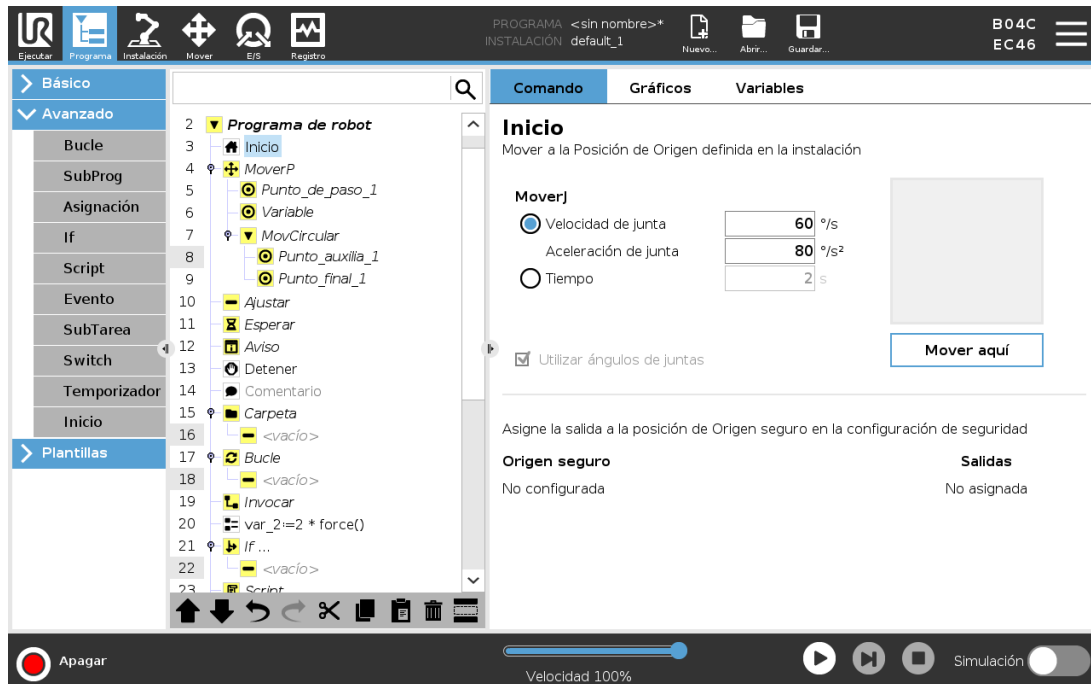 UR
Ejecutar
Programa
Instalación
Mover
E/S
Registro
PROGRAMA <sin nombre>*
INSTALACIÓN default_1
Nuevo...
Abrir...
Guardar...
B04C
EC46
Básico
Avanzado
Bucle
SubProg
Asignación
If
Script
Evento
SubTarea
Switch
Temporizador
Inicio
Plantillas
2 Programa de robot
3 Inicio
4 MoverP
5 Punto_de_paso_1
6 Variable
7 MovCircular
8 Punto_auxilia_1
9 Punto_final_1
10 Ajustar
11 Esperar
12 Aviso
13 Detener
14 Comentario
15 Carpeta
16 <vacío>
17 Bucle
18 <vacío>
19 Invocar
20 var_2:=2 * force()
21 If ...
22 <vacío>
23 Script
Comando Gráficos Variables
Inicio
Mover a la Posición de Origen definida en la instalación
MoverJ
Velocidad de junta 60 °/s
Aceleración de junta 80 °/s²
Tiempo 2 s
Utilizar ángulos de juntas
Mover aquí
Asigne la salida a la posición de Origen seguro en la configuración de seguridad
Origen seguro Salidas
No configurada No asignada
Apagar
Velocidad 100%
Simulación